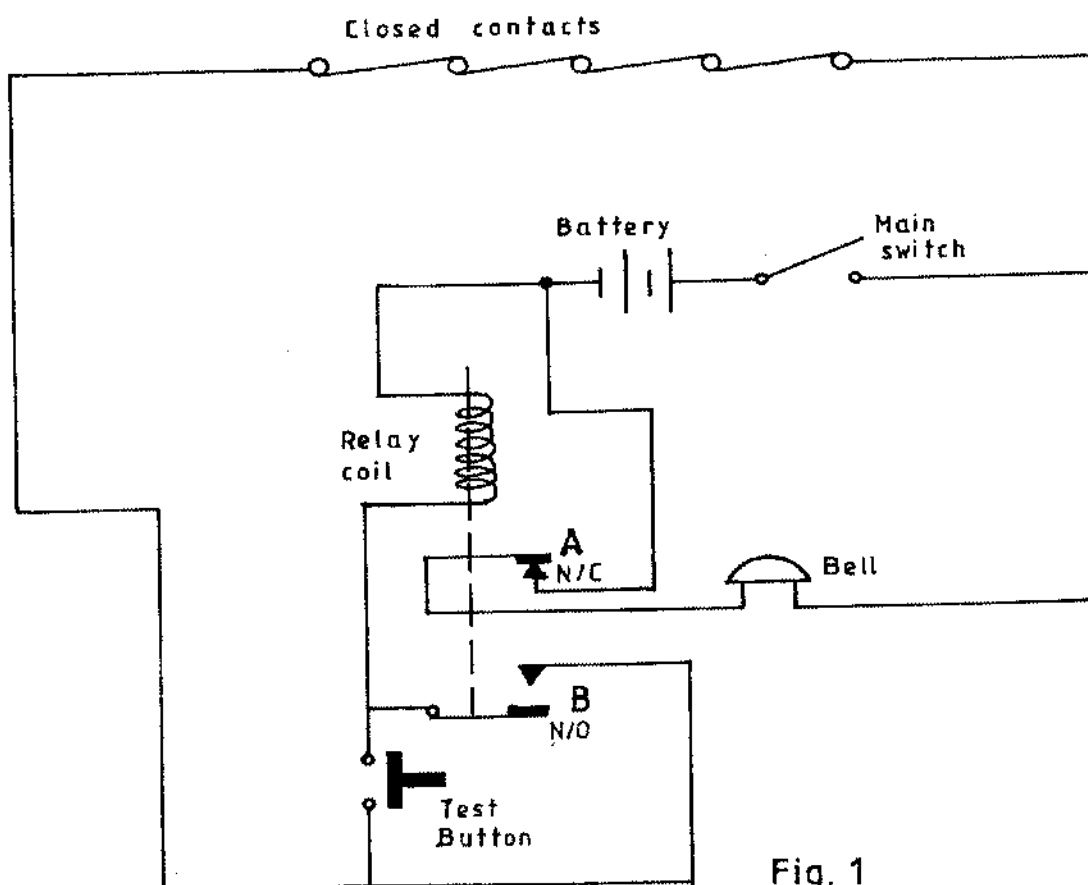 Closed contacts
Battery
Main
switch
Relay
coil
A
N/C
Bell
B
N/O
Test
Button
Fig. 1